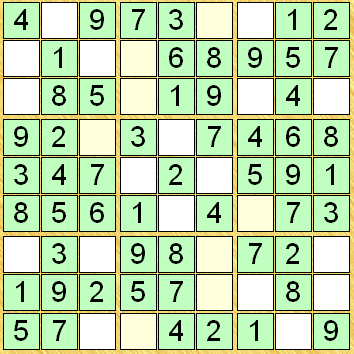 4 9 7 3 1 2
1 6 8 9 5 7
8 5 1 9 4
9 2 3 7 4 6 8
3 4 7 2 5 9 1
8 5 6 1 4 7 3
3 9 8 7 2
1 9 2 5 7 8
5 7 4 2 1 9